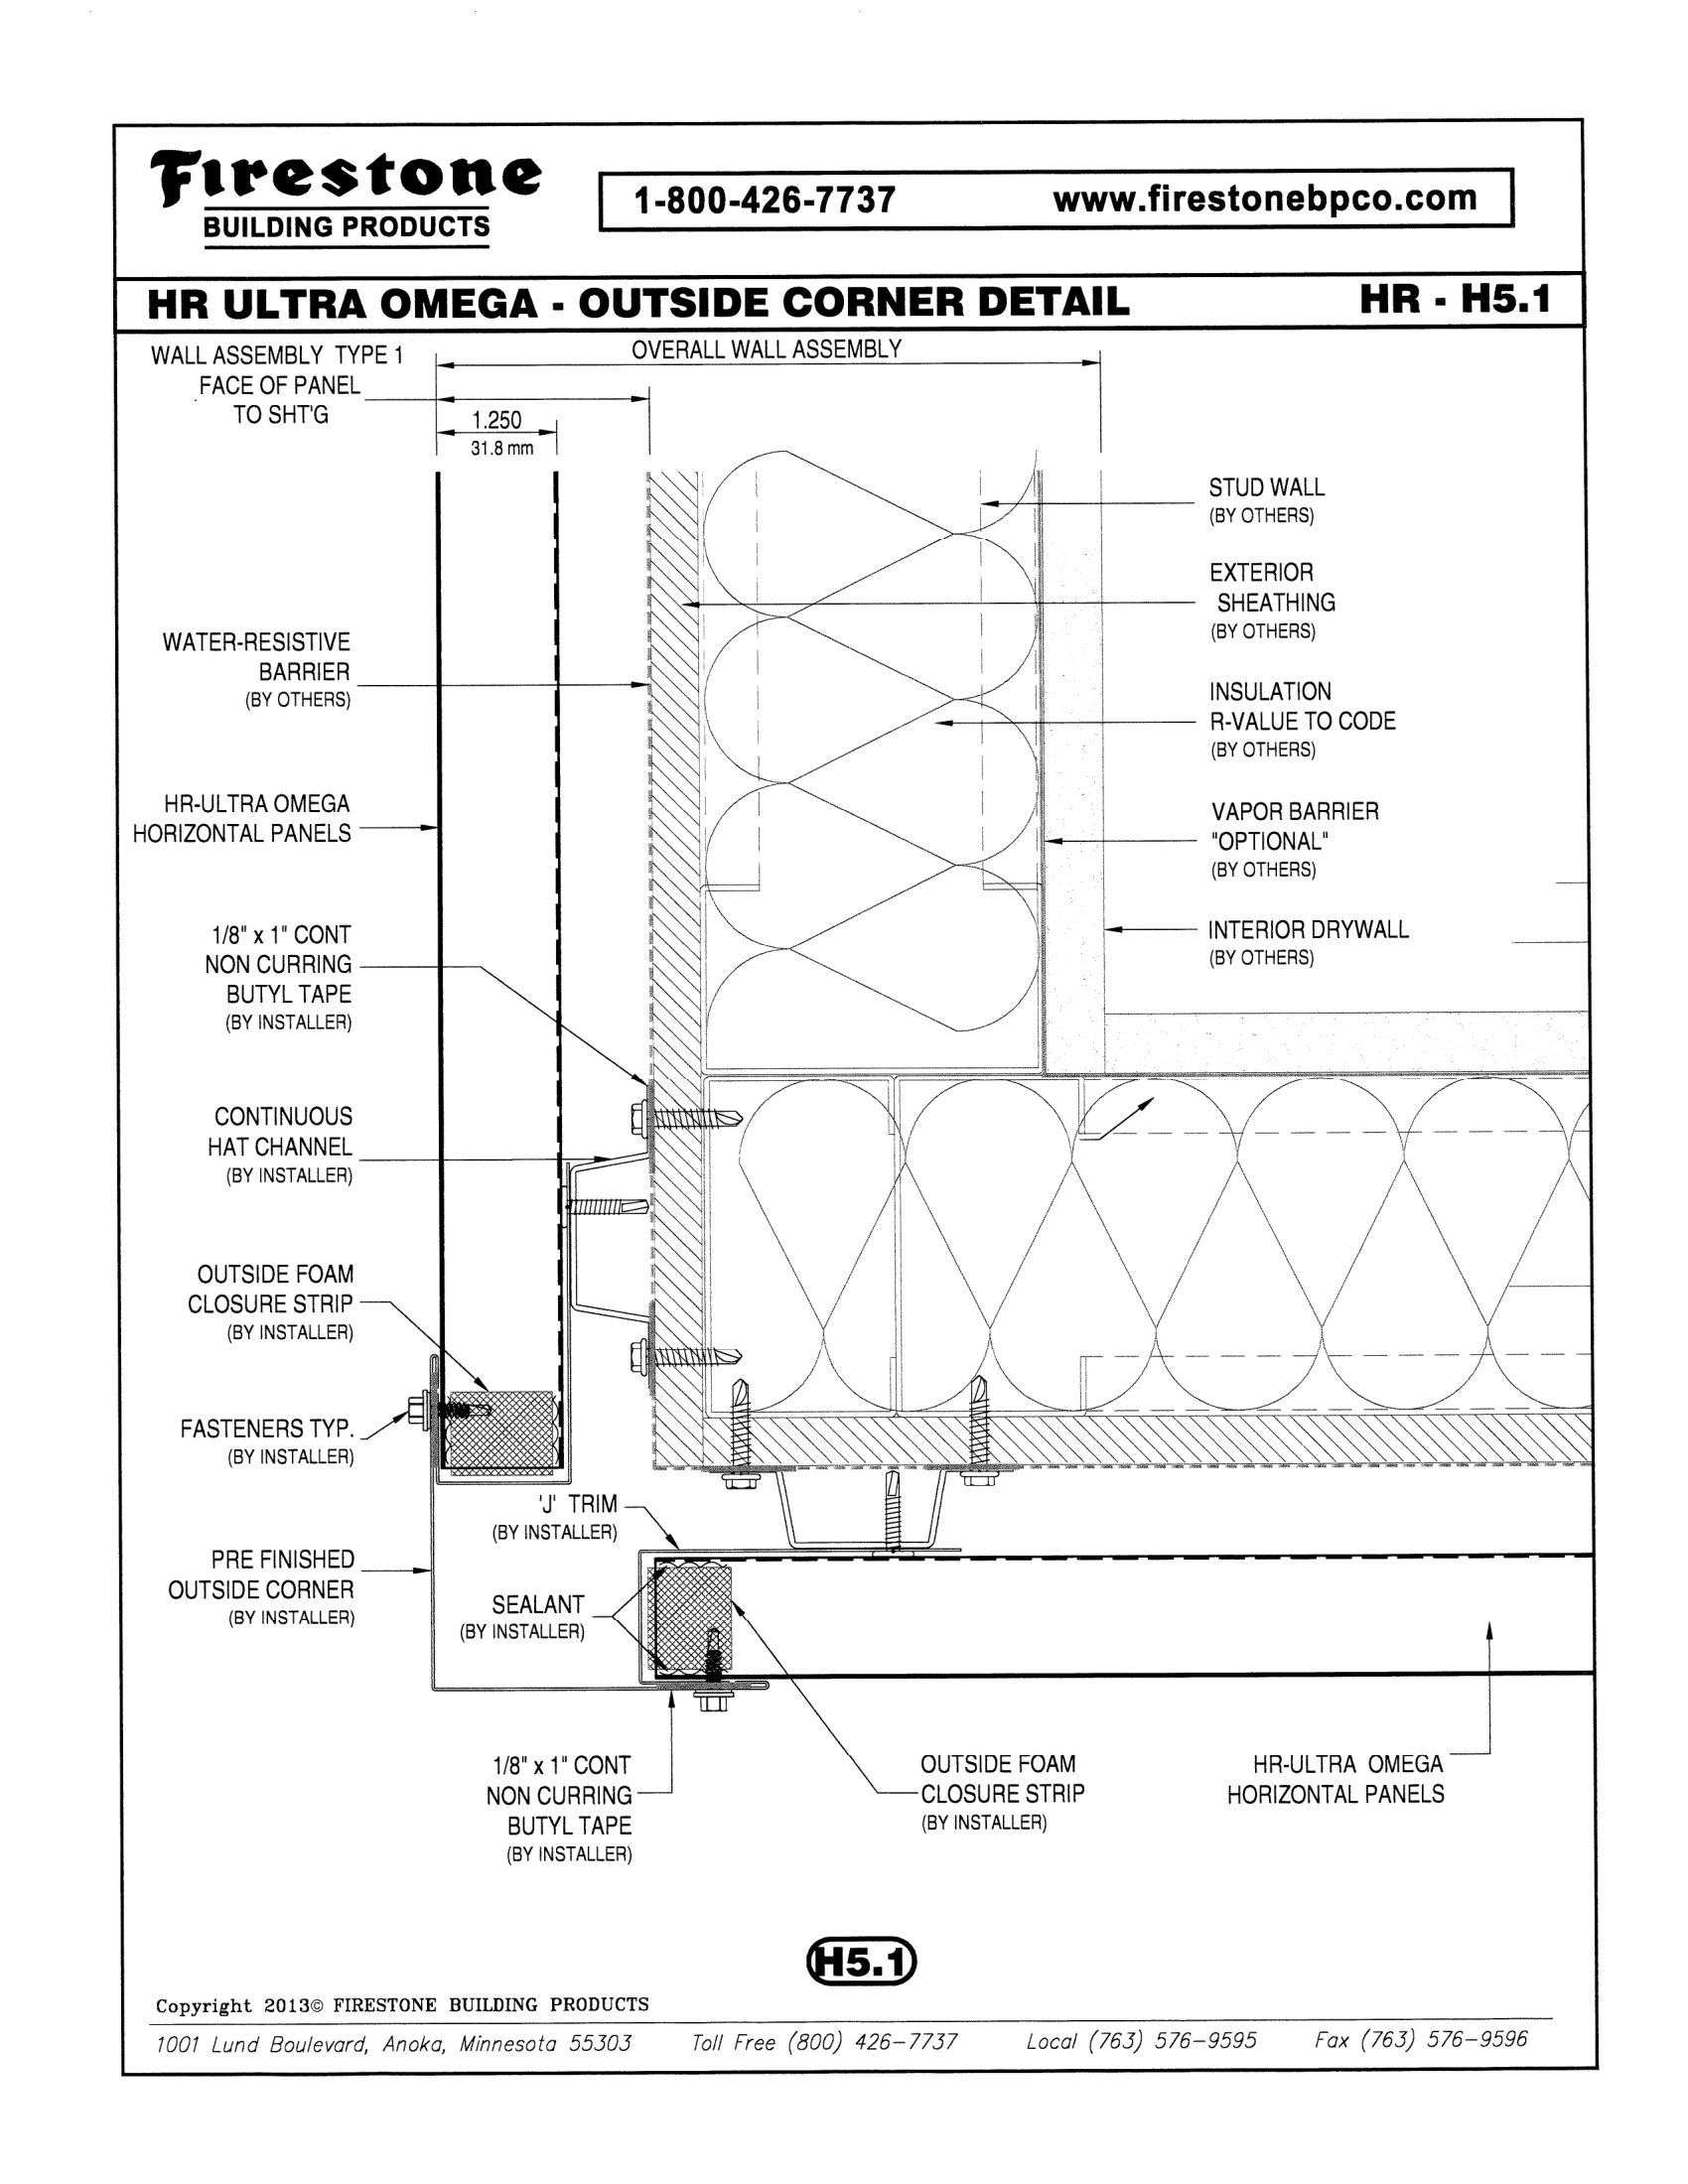 Firestone
BUILDING PRODUCTS
1-800-426-7737 www.firestonebpco.com
HR ULTRA OMEGA - OUTSIDE CORNER DETAIL HR - H5.1
WALL ASSEMBLY TYPE 1
FACE OF PANEL
TO SHT'G
OVERALL WALL ASSEMBLY
1.250
31.8 mm
STUD WALL
(BY OTHERS)
EXTERIOR
SHEATHING
(BY OTHERS)
WATER-RESISTIVE
BARRIER
(BY OTHERS)
INSULATION
R-VALUE TO CODE
(BY OTHERS)
HR-ULTRA OMEGA
HORIZONTAL PANELS
VAPOR BARRIER
"OPTIONAL"
(BY OTHERS)
1/8" x 1" CONT
NON CURRING
BUTYL TAPE
(BY INSTALLER)
INTERIOR DRYWALL
(BY OTHERS)
CONTINUOUS
HAT CHANNEL
(BY INSTALLER)
OUTSIDE FOAM
CLOSURE STRIP
(BY INSTALLER)
FASTENERS TYP.
(BY INSTALLER)
'J' TRIM
(BY INSTALLER)
PRE FINISHED
OUTSIDE CORNER
(BY INSTALLER)
SEALANT
(BY INSTALLER)
1/8" x 1" CONT
NON CURRING
BUTYL TAPE
(BY INSTALLER)
OUTSIDE FOAM
CLOSURE STRIP
(BY INSTALLER)
HR-ULTRA OMEGA
HORIZONTAL PANELS
H5.1
Copyright 2013© FIRESTONE BUILDING PRODUCTS
1001 Lund Boulevard, Anoka, Minnesota 55303 Toll Free (800) 426-7737 Local (763) 576-9595 Fax (763) 576-9596